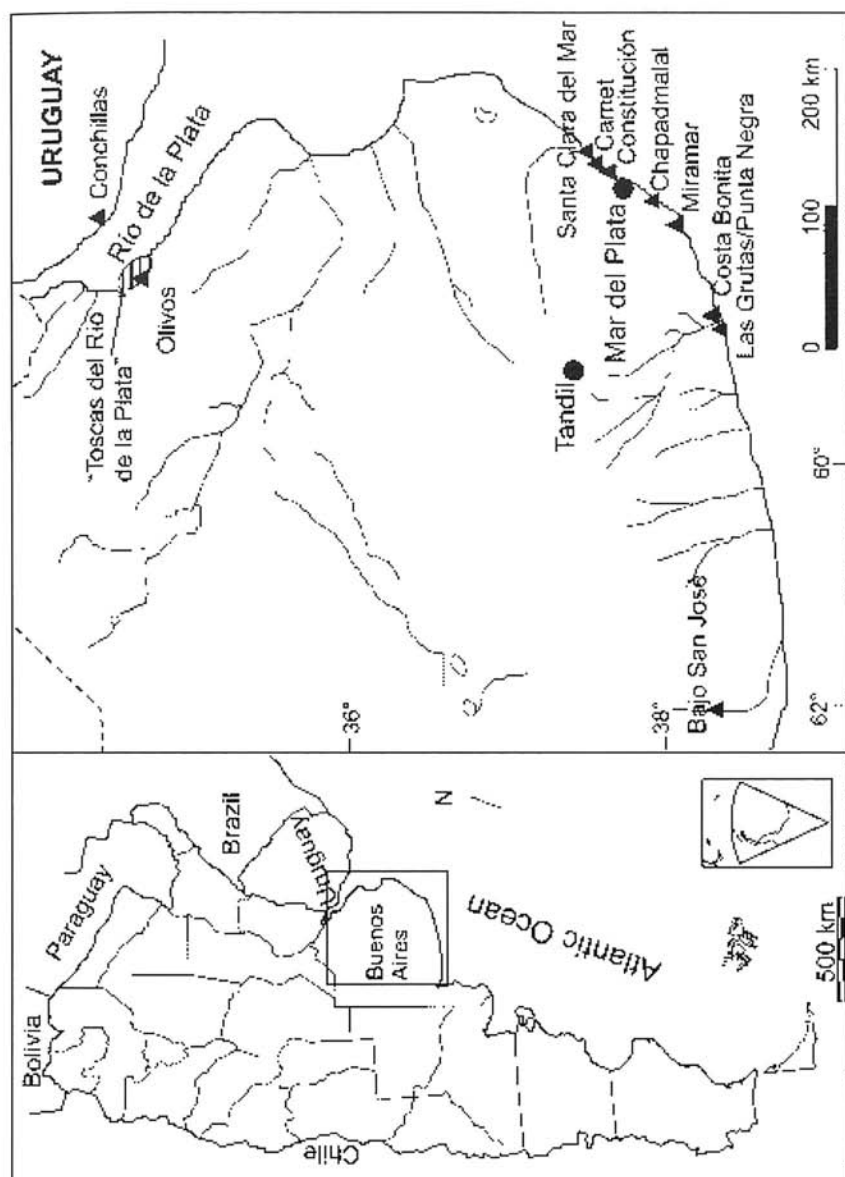 Bolivia
Paraguay
Brazil
Uruguay
Chile
Buenos
Aires
N
Atlantic Ocean
500 km
URUGUAY
Conchillas
Río de la Plata
"Toscas del Río
de la Plata"
Olivos
36°
Santa Clara del Mar
Camet
Constitución
Mar del Plata
Chapadmalal
Miramar
Tandil
Costa Bonita
Las Grutas/Punta Negra
38°
Bajo San José
62°
60°
0
100
200 km